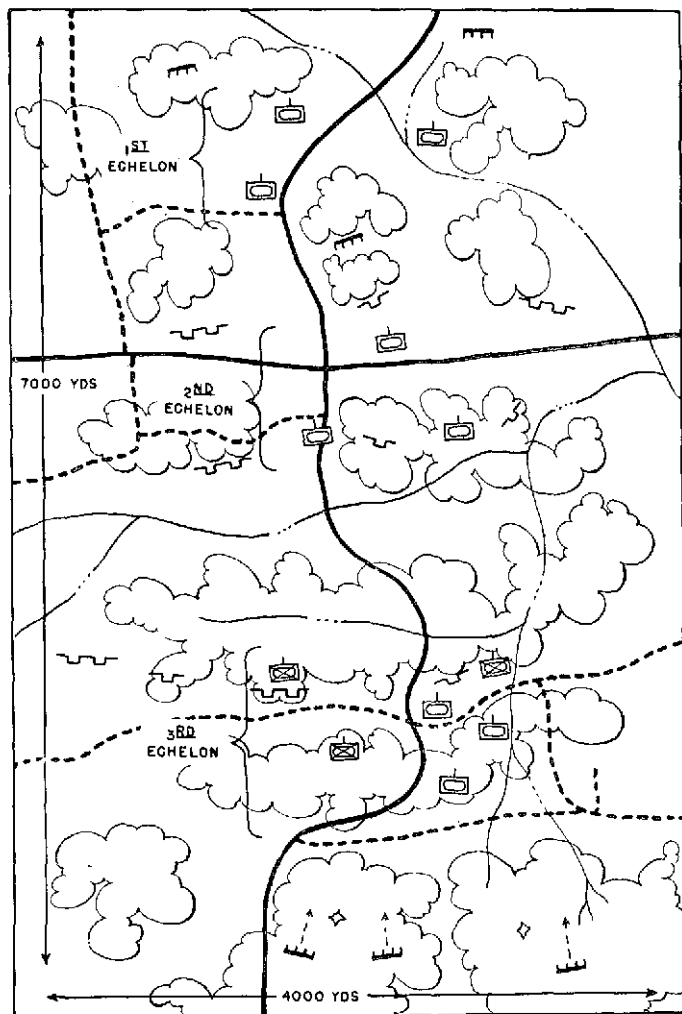 1ST
ECHELON
7000 YDS
2ND
ECHELON
3RD
ECHELON
4000 YDS